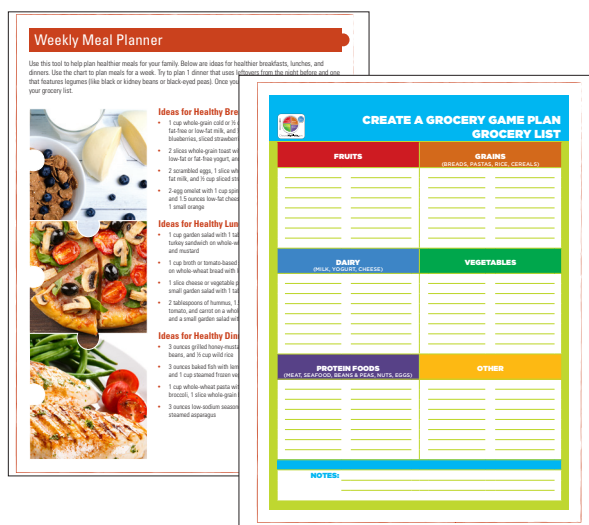 Weekly Meal Planner
Use this tool to help plan healthier meals for your family. Below are ideas for healthier breakfasts, lunches, and
dinners. Use the chart to plan meals for a week. Try to plan 1 dinner that uses leftovers from the night before and one
that features legumes (like black or kidney beans or black-eyed peas). Once you
your grocery list.
Ideas for Healthy Bre
• 1 cup whole-grain cold or ½
fat-free or low-fat milk, and
blueberries, sliced strawberr
• 2 slices whole-grain toast wi
low-fat or fat-free yogurt, an
• 2 scrambled eggs, 1 slice wh
fat milk, and ½ cup sliced str
• 2-egg omelet with 1 cup spin
and 1.5 ounces low-fat chees
1 small orange
Ideas for Healthy Lun
• 1 cup garden salad with 1 tab
turkey sandwich on whole-w
and mustard
• 1 cup broth or tomato-based
on whole-wheat bread with l
• 1 slice cheese or vegetable p
small garden salad with 1 tab
• 2 tablespoons of hummus, 1.
tomato, and carrot on a whol
and a small garden salad wit
Ideas for Healthy Din
• 3 ounces grilled honey-musta
beans, and ½ cup wild rice
• 3 ounces baked fish with lem
and 1 cup steamed frozen veg
• 1 cup whole-wheat pasta wit
broccoli, 1 slice whole-grain
• 3 ounces low-sodium season
steamed asparagus
CREATE A GROCERY GAME PLAN
GROCERY LIST
FRUITS
GRAINS
(BREADS, PASTAS, RICE, CEREALS)
DAIRY
(MILK, YOGURT, CHEESE)
VEGETABLES
PROTEIN FOODS
(MEAT, SEAFOOD, BEANS & PEAS, NUTS, EGGS)
OTHER
NOTES: